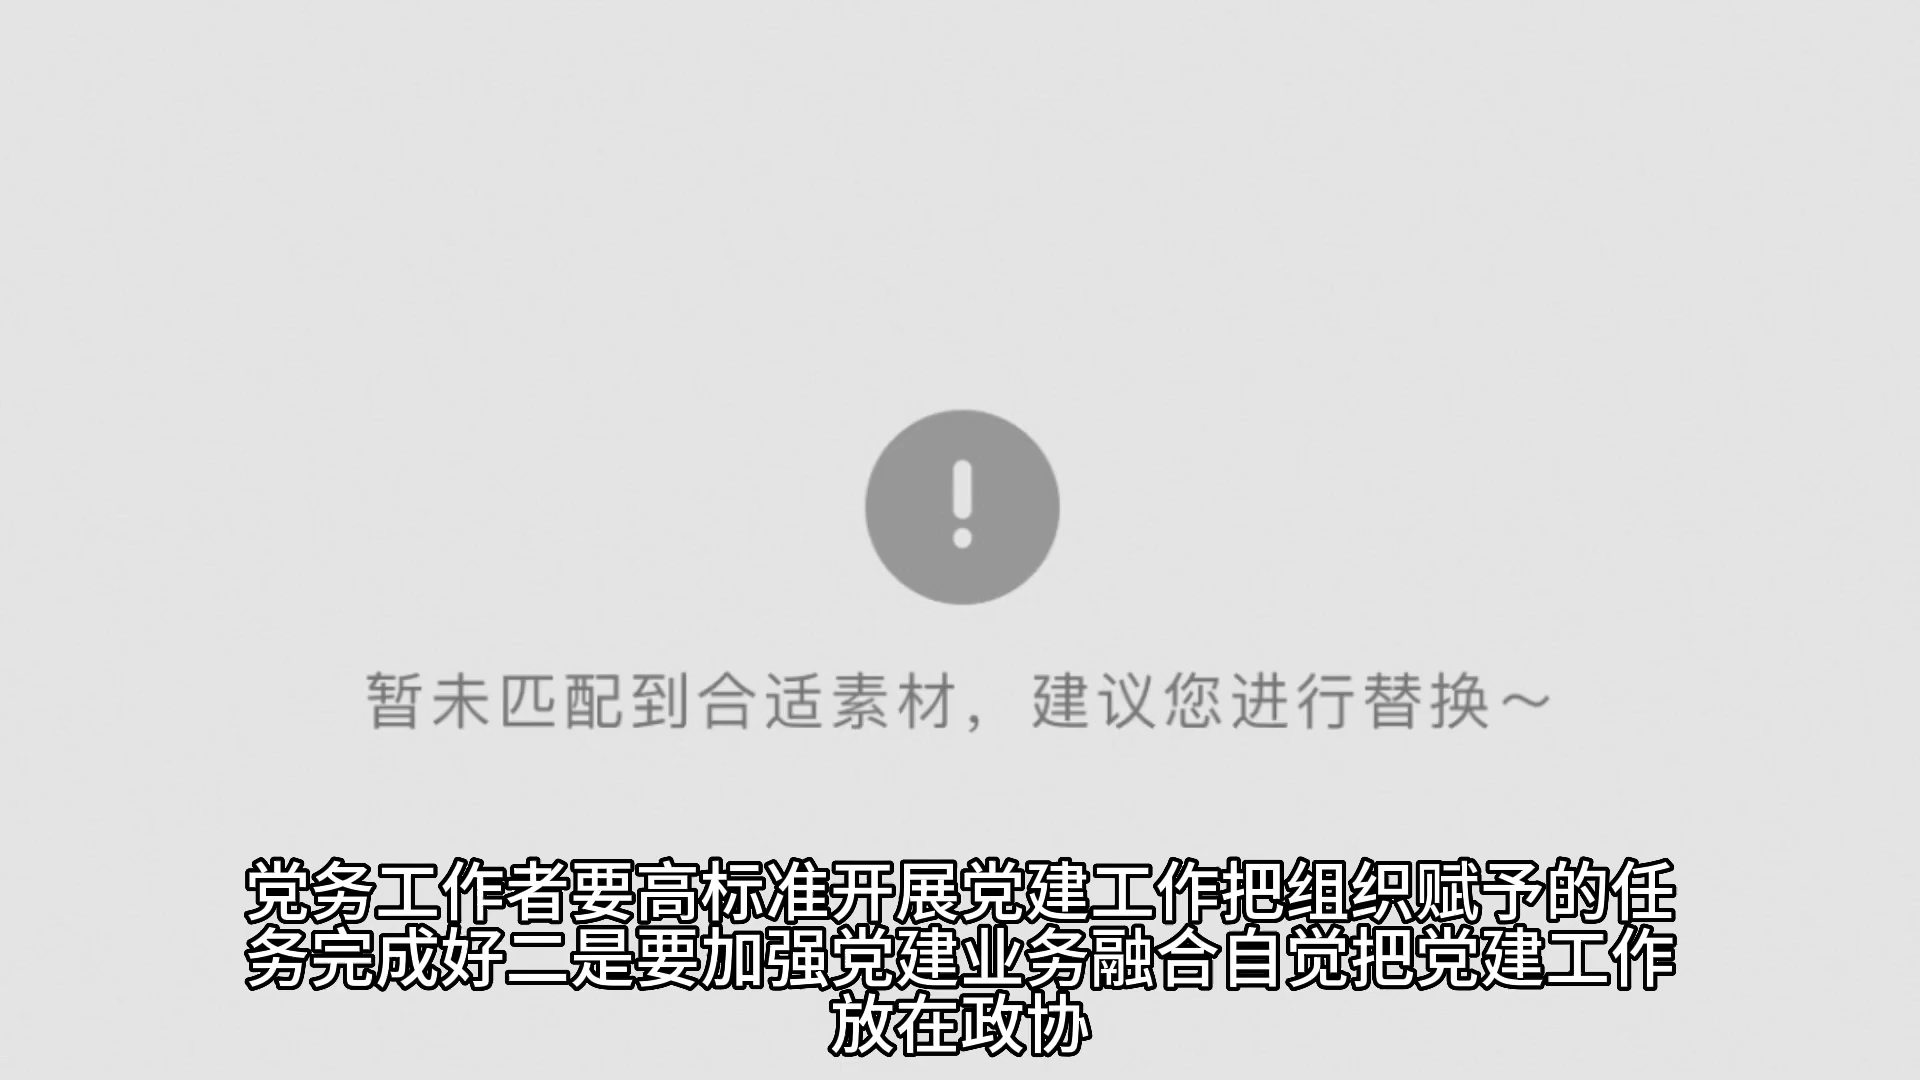 暂未匹配到合适素材，建议您进行替换～
党务工作者要高标准开展党建工作把组织赋予的任
务完成好二是要加强党建业务融合自觉把党建工作
放在政协